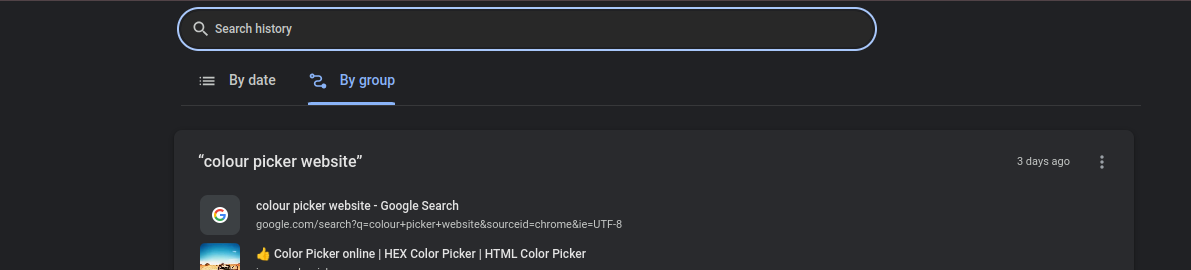 Search history
By date
By group
“colour picker website”
3 days ago
colour picker website - Google Search
google.com/search?q=colour+picker+website&sourceid=chrome&ie=UTF-8
👍 Color Picker online | HEX Color Picker | HTML Color Picker